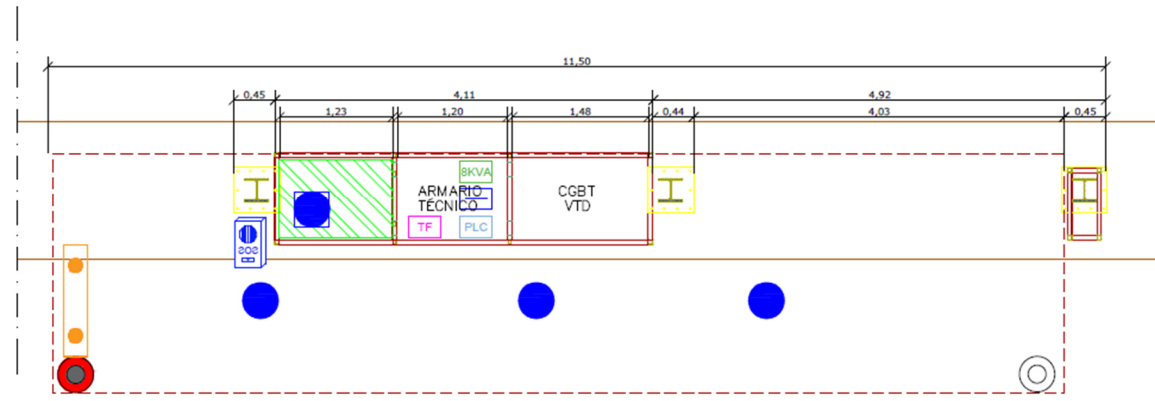 11,50
0,45
4,11
4,92
1,23
1,20
1,48
0,44
4,03
0,45
8KVA
ARMARIO
TÉCNICO
CGBT
VTD
TF
PLC
SOS